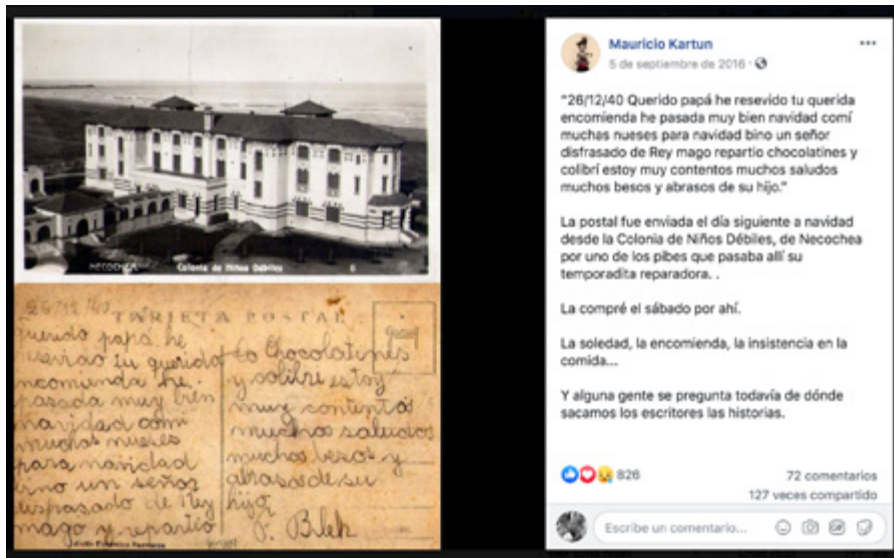 NECOCHEA. Colonia de Niños Débiles 6
26/12/40
TARJETA POSTAL
querido papá he
tu querida
encomienda he
pasada muy bien
navidad comi
muchas nueses
para navidad
bino un señor
disfrasado de Rey
mago y repartio
to Chocolatines
y estoy
muy contentos
muchos saludos
muchos besos y
abrasos de su
hijo
Mauricio Kartun
5 de septiembre de 2016 ·
"26/12/40 Querido papá he resevido tu querida
encomienda he pasada muy bien navidad comí
muchas nueses para navidad bino un señor
disfrasado de Rey mago repartio chocolatines y
colibrí estoy muy contentos muchos saludos
muchos besos y abrasos de su hijo."
La postal fue enviada el día siguiente a navidad
desde la Colonia de Niños Débiles, de Necochea
por uno de los pibes que pasaba allí su
temporadita reparadora. .
La compré el sábado por ahí.
La soledad, la encomienda, la insistencia en la
comida...
Y alguna gente se pregunta todavía de dónde
sacamos los escritores las historias.
826
72 comentarios
127 veces compartido
Escribe un comentario...